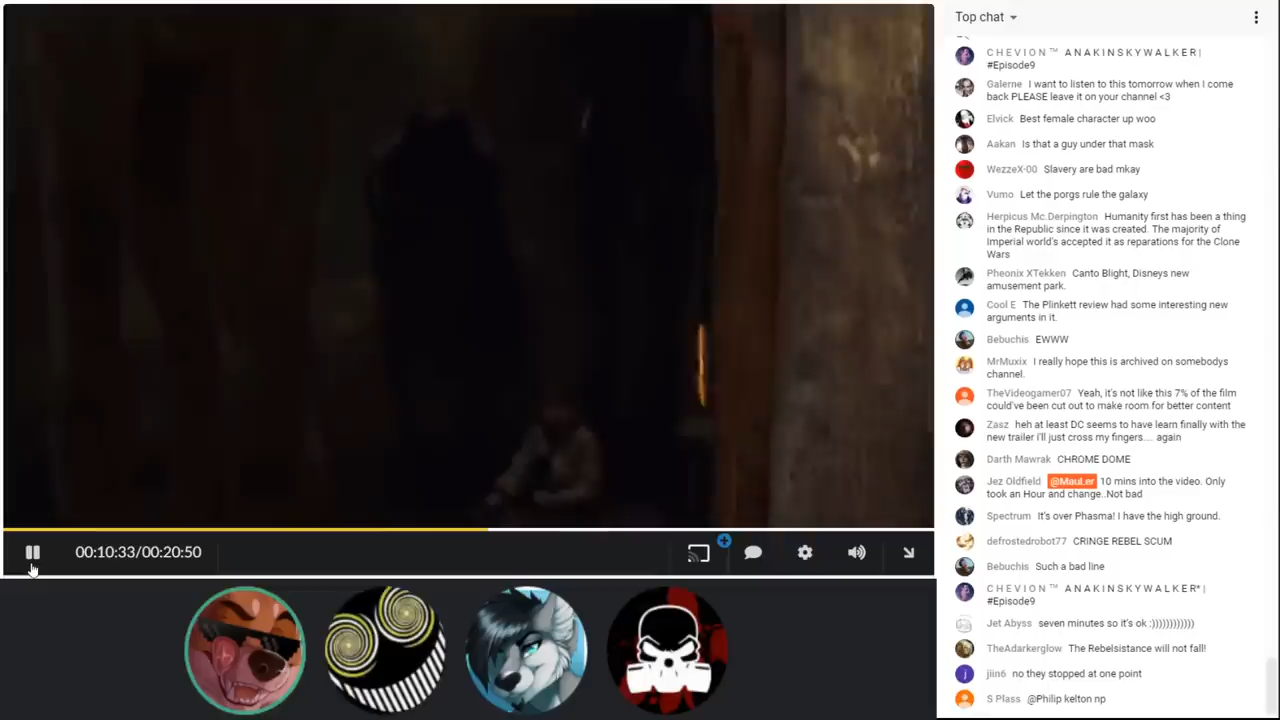 Top chat
C H E V I O N ™ A N A K I N S K Y W A L K E R |
#Episode9
Galerne I want to listen to this tomorrow when I come
back PLEASE leave it on your channel <3
Elvick Best female character up woo
Aakan Is that a guy under that mask
WezzeX-00 Slavery are bad mkay
Vumo Let the porgs rule the galaxy
Herpicus Mc.Derpington Humanity first has been a thing
in the Republic since it was created. The majority of
Imperial world's accepted it as reparations for the Clone
Wars
Pheonix XTekken Canto Blight, Disneys new
amusement park.
Cool E The Plinkett review had some interesting new
arguments in it.
Bebuchis EWWW
MrMuxix I really hope this is archived on somebodys
channel.
TheVideogamer07 Yeah, it's not like this 7% of the film
could've been cut out to make room for better content
Zasz heh at least DC seems to have learn finally with the
new trailer i'll just cross my fingers.... again
Darth Mawrak CHROME DOME
Jez Oldfield @MauLer 10 mins into the video. Only
took an Hour and change..Not bad
Spectrum It's over Phasma! I have the high ground.
defrostedrobot77 CRINGE REBEL SCUM
Bebuchis Such a bad line
C H E V I O N ™ A N A K I N S K Y W A L K E R* |
#Episode9
Jet Abyss seven minutes so it's ok :))))))))))))
TheAdarkerglow The Rebelsistance will not fall!
jiin6 no they stopped at one point
S Plass @Philip kelton np
00:10:33/00:20:50